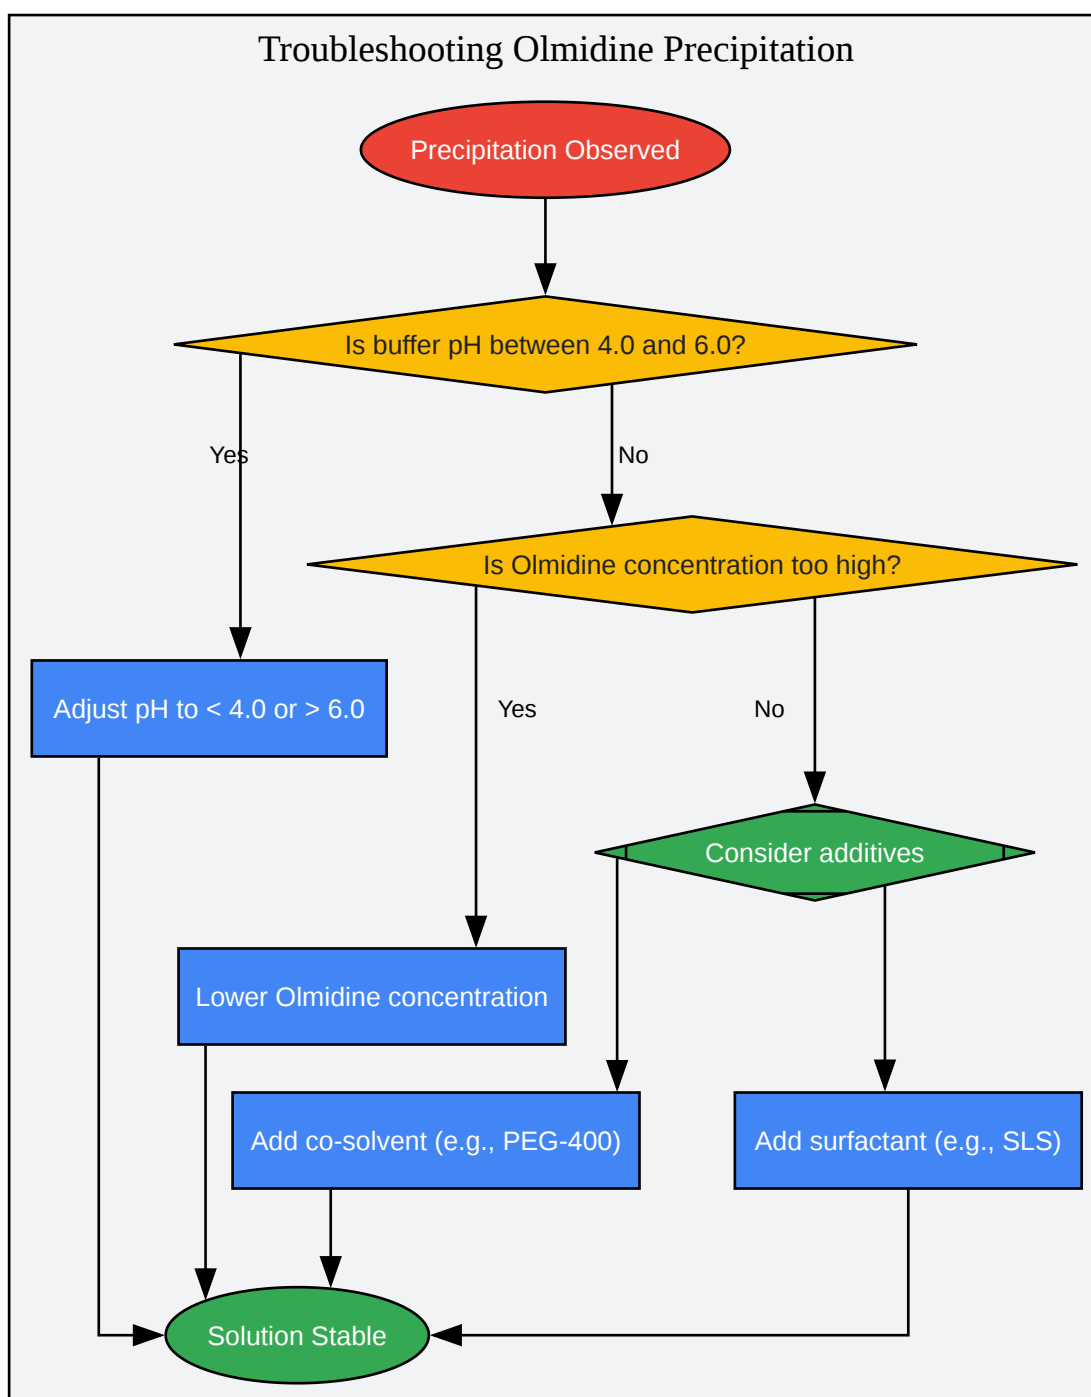 Troubleshooting Olmidine Precipitation
Precipitation Observed
Is buffer pH between 4.0 and 6.0?
Yes
No
Is Olmidine concentration too high?
Adjust pH to < 4.0 or > 6.0
Yes
No
Consider additives
Lower Olmidine concentration
Add co-solvent (e.g., PEG-400)
Add surfactant (e.g., SLS)
Solution Stable